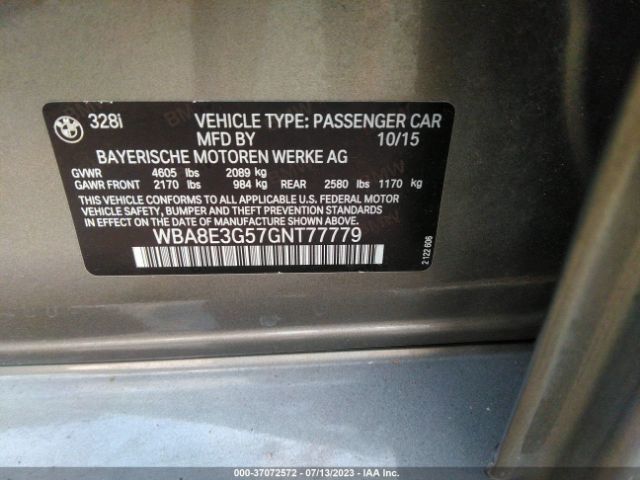 328i VEHICLE TYPE: PASSENGER CAR
MFD BY 10/15
BAYERISCHE MOTOREN WERKE AG
GVWR 4605 lbs 2089 kg
GAWR FRONT 2170 lbs 984 kg REAR 2580 lbs 1170 kg
THIS VEHICLE CONFORMS TO ALL APPLICABLE U.S. FEDERAL MOTOR
VEHICLE SAFETY, BUMPER AND THEFT PREVENTION STANDARDS
IN EFFECT ON THE DATE OF MANUFACTURE SHOWN ABOVE.
WBA8E3G57GNT77779
2 122 606
000-37072572 - 07/13/2023 - IAA Inc.